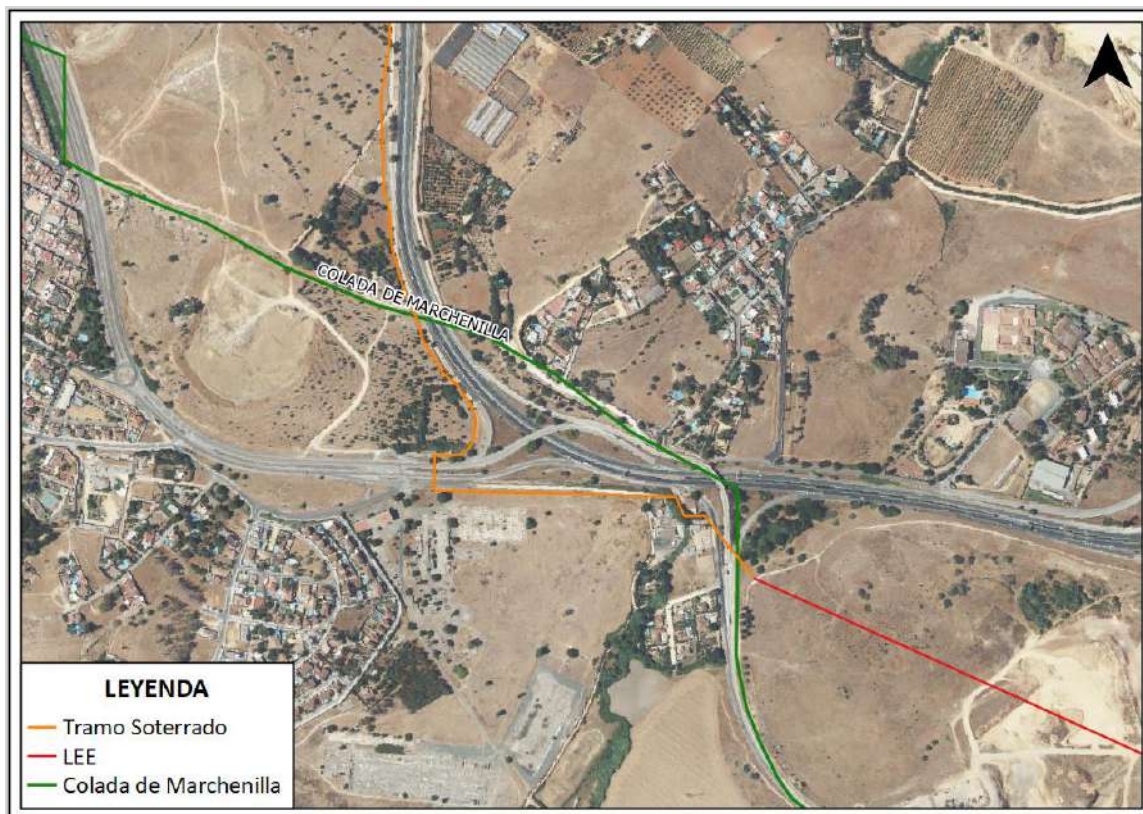 COLADA DE MARCHENILLA
LEYENDA
Tramo Soterrado
LEE
Colada de Marchenilla